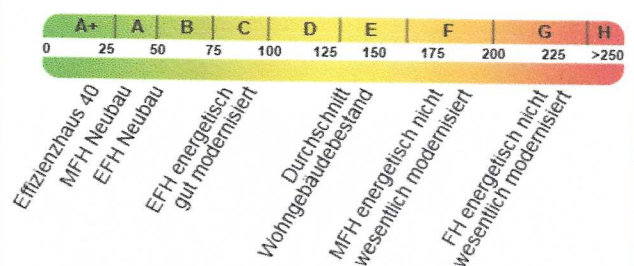 A+ A B C D E F G H
0 25 50 75 100 125 150 175 200 225 >250
Effizienzhaus 40
MFH Neubau
EFH Neubau
EFH energetisch
gut modernisiert
Durchschnitt
Wohngebäudebestand
MFH energetisch nicht
wesentlich modernisiert
FH energetisch nicht
wesentlich modernisiert